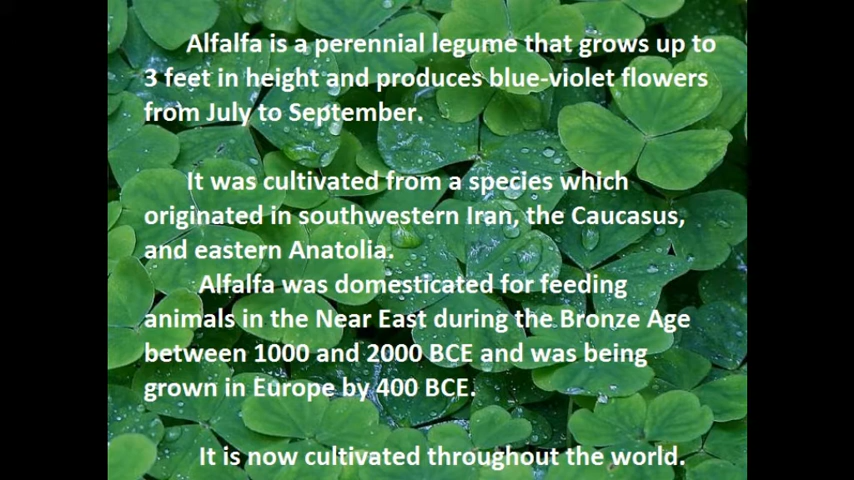 Alfalfa is a perennial legume that grows up to
3 feet in height and produces blue-violet flowers
from July to September.
It was cultivated from a species which
originated in southwestern Iran, the Caucasus,
and eastern Anatolia.
Alfalfa was domesticated for feeding
animals in the Near East during the Bronze Age
between 1000 and 2000 BCE and was being
grown in Europe by 400 BCE.
It is now cultivated throughout the world.